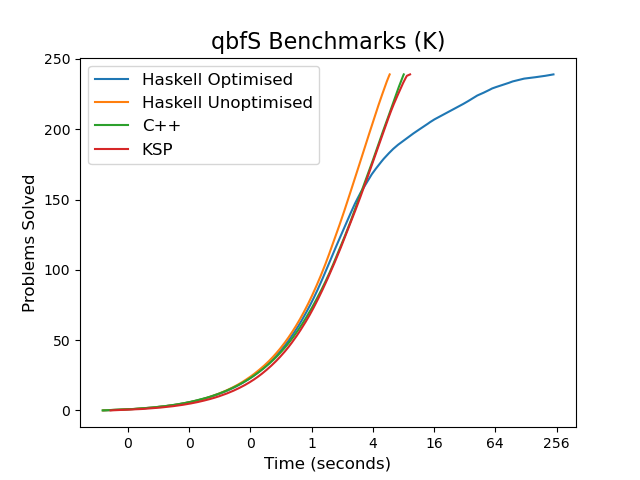 qbfS Benchmarks (K)
Haskell Optimised
Haskell Unoptimised
C++
KSP
Problems Solved
250
200
150
100
50
0
0 0 0 1 4 16 64 256
Time (seconds)